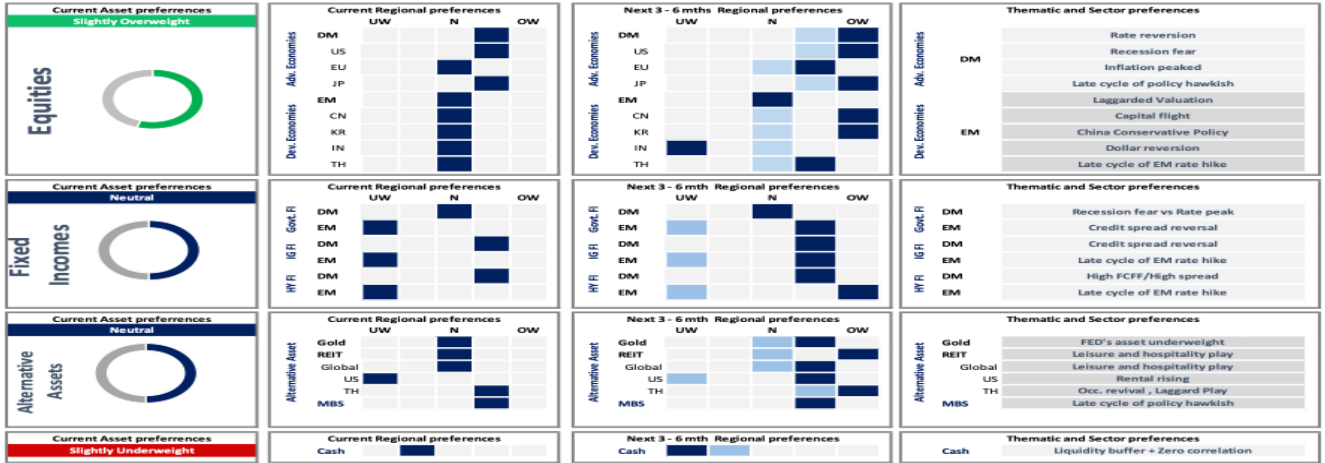 Current Asset preferrences
Slightly Overweight
Equities
Current Regional preferences
UW N OW
Adv. Economies
DM
US
EU
JP
Dev. Economies
EM
CN
KR
IN
TH
Next 3 - 6 mths Regional preferences
UW N OW
Adv. Economies
DM
US
EU
JP
Dev. Economies
EM
CN
KR
IN
TH
Thematic and Sector preferences
Adv. Economies
DM
Rate reversion
Recession fear
Inflation peaked
Late cycle of policy hawkish
Dev. Economies
EM
Laggarded Valuation
Capital flight
China Conservative Policy
Dollar reversion
Late cycle of EM rate hike
Current Asset preferrences
Neutral
Fixed
Incomes
Current Regional preferences
UW N OW
Govt. FI
DM
EM
IG FI
DM
EM
HY FI
DM
EM
Next 3 - 6 mth Regional preferences
UW N OW
Govt. FI
DM
EM
IG FI
DM
EM
HY FI
DM
EM
Thematic and Sector preferences
Govt. FI
DM Recession fear vs Rate peak
EM Credit spread reversal
IG FI
DM Credit spread reversal
EM Late cycle of EM rate hike
HY FI
DM High FCFF/High spread
EM Late cycle of EM rate hike
Current Asset preferrences
Neutral
Alternative
Assets
Current Regional preferences
UW N OW
Alternative Asset
Gold
REIT
Global
US
TH
MBS
Next 3 - 6 mth Regional preferences
UW N OW
Alternative Asset
Gold
REIT
Global
US
TH
MBS
Thematic and Sector preferences
Alternative Asset
Gold FED's asset underweight
REIT Leisure and hospitality play
Global Leisure and hospitality play
US Rental rising
TH Occ. revival , Laggard Play
MBS Late cycle of policy hawkish
Current Asset preferrences
Slightly Underweight
Current Regional preferences
Cash
Next 3 - 6 mth Regional preferences
Cash
Thematic and Sector preferences
Cash Liquidity buffer + Zero correlation